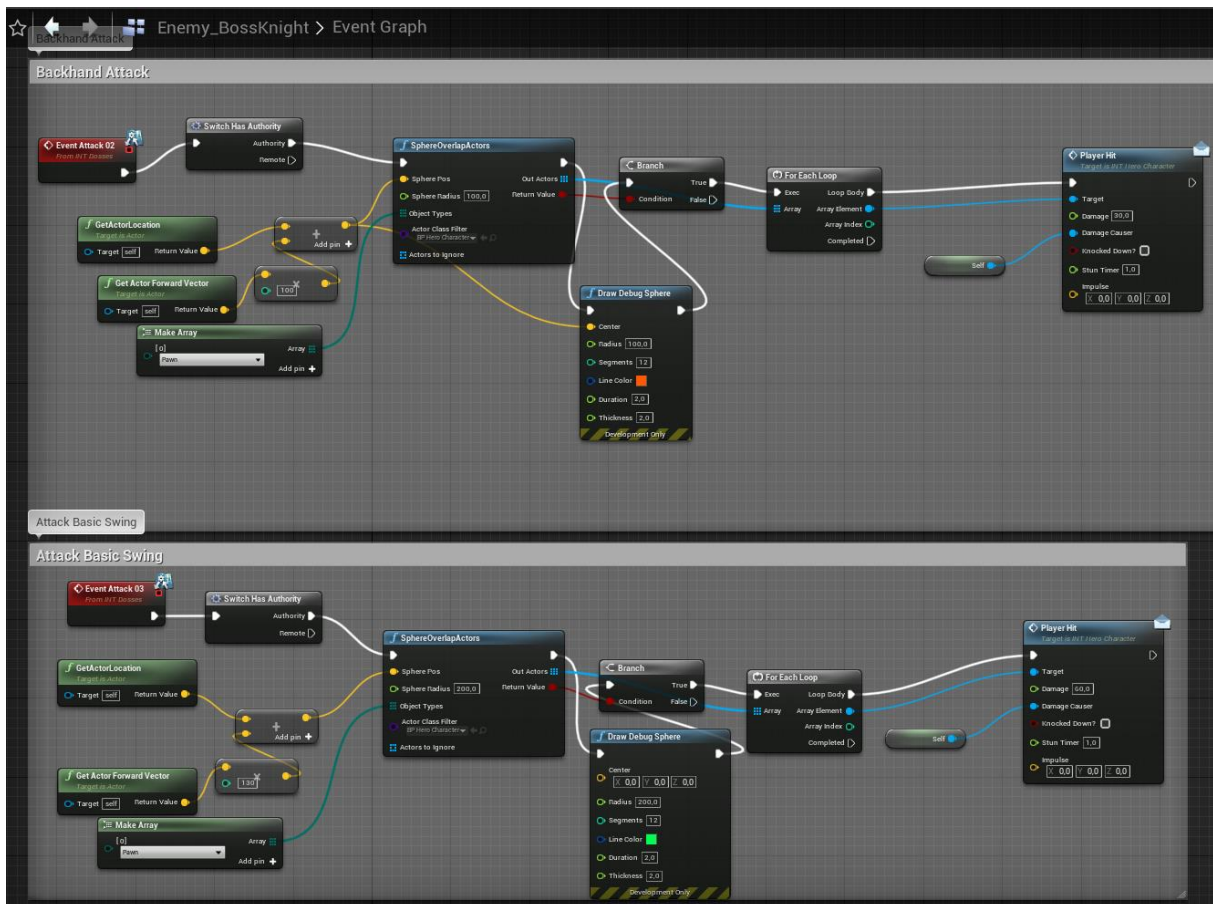 Enemy_BossKnight > Event Graph
Backhand Attack
Backhand Attack
Event Attack 02
From INT Bosses
Switch Has Authority
Authority
Remote
SphereOverlapActors
Sphere Pos
Out Actors
Sphere Radius 100,0
Return Value
Object Types
Actor Class Filter
BP Hero Character
Actors to Ignore
Branch
True
Condition
False
For Each Loop
Exec
Loop Body
Array
Array Element
Array Index
Completed
Player Hit
Target is INT Hero Character
Target
Damage 30,0
Damage Causer
Knocked Down?
Stun Timer 1,0
Impulse
X 0,0 Y 0,0 Z 0,0
Self
GetActorLocation
Target is Actor
Target self
Return Value
+
Add pin +
Get Actor Forward Vector
Target is Actor
Target self
Return Value
x
100
Make Array
[0]
Array
Pawn
Add pin +
Draw Debug Sphere
Center
Radius 100,0
Segments 12
Line Color
Duration 2,0
Thickness 2,0
Development Only
Attack Basic Swing
Attack Basic Swing
Event Attack 03
From INT Bosses
Switch Has Authority
Authority
Remote
SphereOverlapActors
Sphere Pos
Out Actors
Sphere Radius 200,0
Return Value
Object Types
Actor Class Filter
BP Hero Character
Actors to Ignore
Branch
True
Condition
False
For Each Loop
Exec
Loop Body
Array
Array Element
Array Index
Completed
Player Hit
Target is INT Hero Character
Target
Damage 60,0
Damage Causer
Knocked Down?
Stun Timer 1,0
Impulse
X 0,0 Y 0,0 Z 0,0
Self
GetActorLocation
Target is Actor
Target self
Return Value
+
Add pin +
Get Actor Forward Vector
Target is Actor
Target self
Return Value
x
130
Make Array
[0]
Array
Pawn
Add pin +
Draw Debug Sphere
Center
X 0,0 Y 0,0 Z 0,0
Radius 200,0
Segments 12
Line Color
Duration 2,0
Thickness 2,0
Development Only